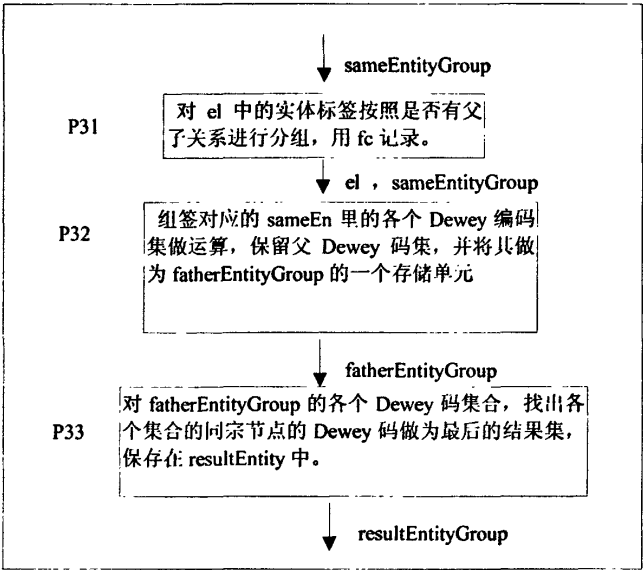 sameEntityGroup
P31
对 el 中的实体标签按照是否有父
子关系进行分组，用 fc 记录。
el ，sameEntityGroup
P32
组签对应的 sameEn 里的各个 Dewey 编码
集做运算，保留父 Dewey 码集，并将其做
为 fatherEntityGroup 的一个存储单元
fatherEntityGroup
P33
对 fatherEntityGroup 的各个 Dewey 码集合，找出各
个集合的同宗节点的 Dewey 码做为最后的结果集，
保存在 resultEntity 中。
resultEntityGroup